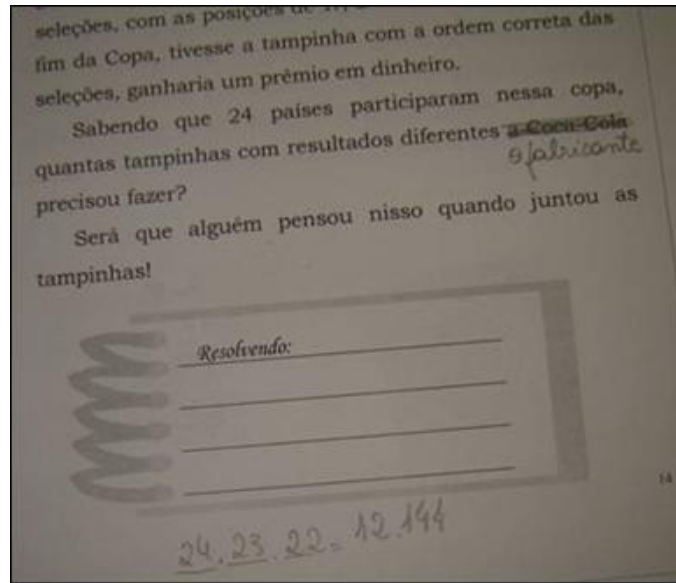 seleções, com as posições de
fim da Copa, tivesse a tampinha com a ordem correta das
seleções, ganharia um prêmio em dinheiro.
Sabendo que 24 países participaram nessa copa,
quantas tampinhas com resultados diferentes a Coca-Cola
o fabricante
precisou fazer?
Será que alguém pensou nisso quando juntou as
tampinhas!
Resolvendo:
14
24.23.22= 12.144